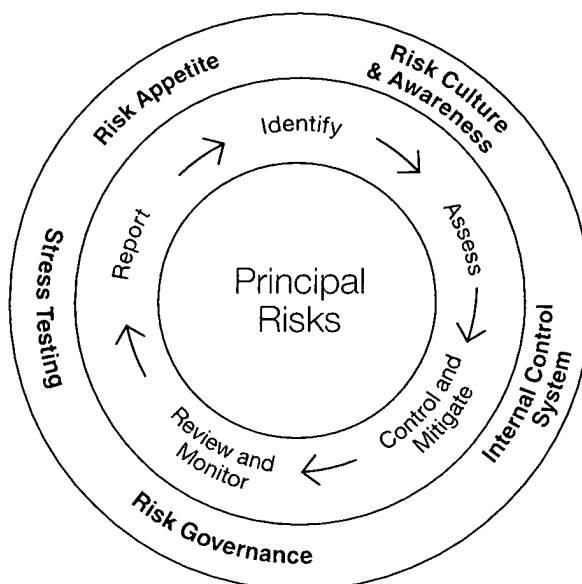 Risk Appetite
Risk Culture
& Awareness
Internal Control
System
Risk Governance
Stress Testing
Identify
Assess
Control and
Mitigate
Review and
Monitor
Report
Principal
Risks